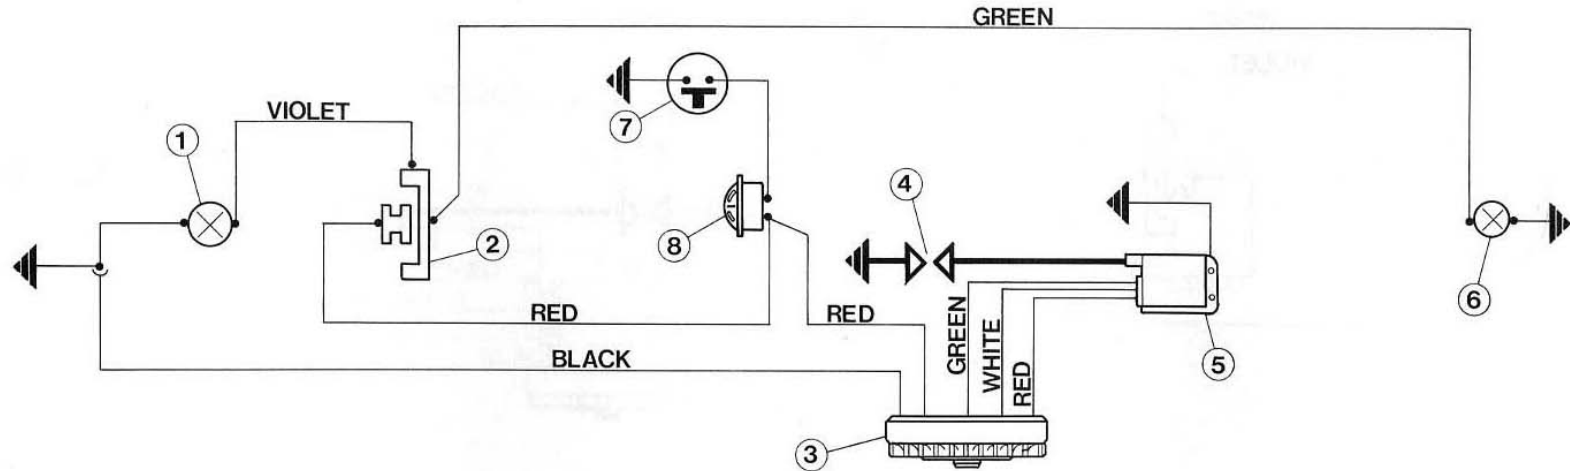 GREEN
7
VIOLET
1
4
2
8
6
RED
RED
GREEN
WHITE
RED
BLACK
5
3